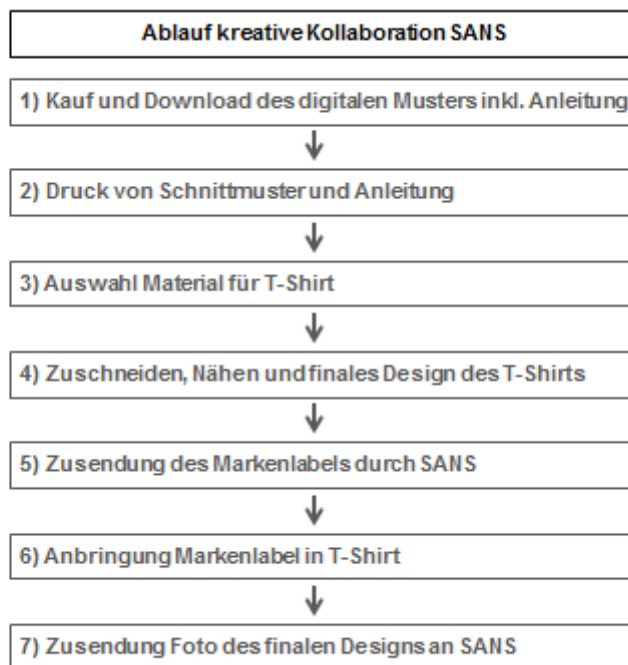 Ablauf kreative Kollaboration SANS
1) Kauf und Download des digitalen Musters inkl. Anleitung
2) Druck von Schnittmuster und Anleitung
3) Auswahl Material für T-Shirt
4) Zuschneiden, Nähen und finales Design des T-Shirts
5) Zusendung des Markenlabels durch SANS
6) Anbringung Markenlabel in T-Shirt
7) Zusendung Foto des finalen Designs an SANS